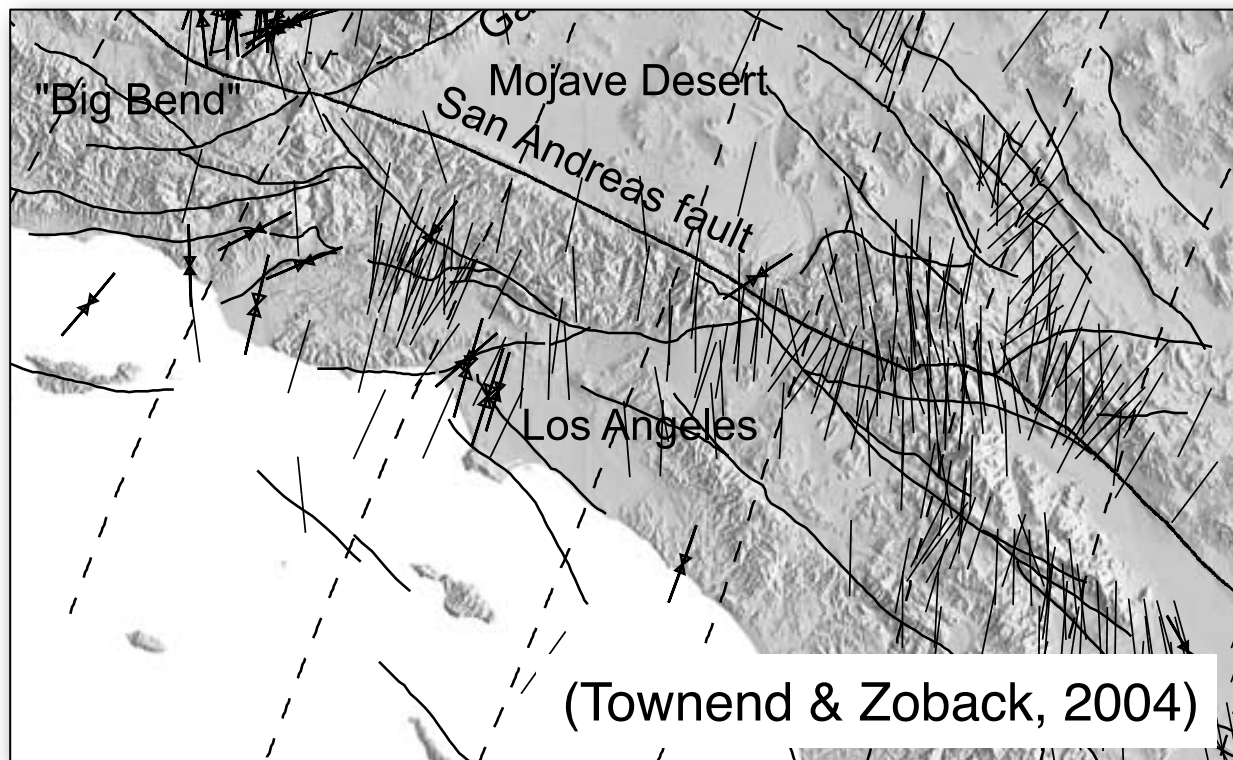 "Big Bend"
Mojave Desert
San Andreas fault
Los Angeles
(Townend & Zoback, 2004)